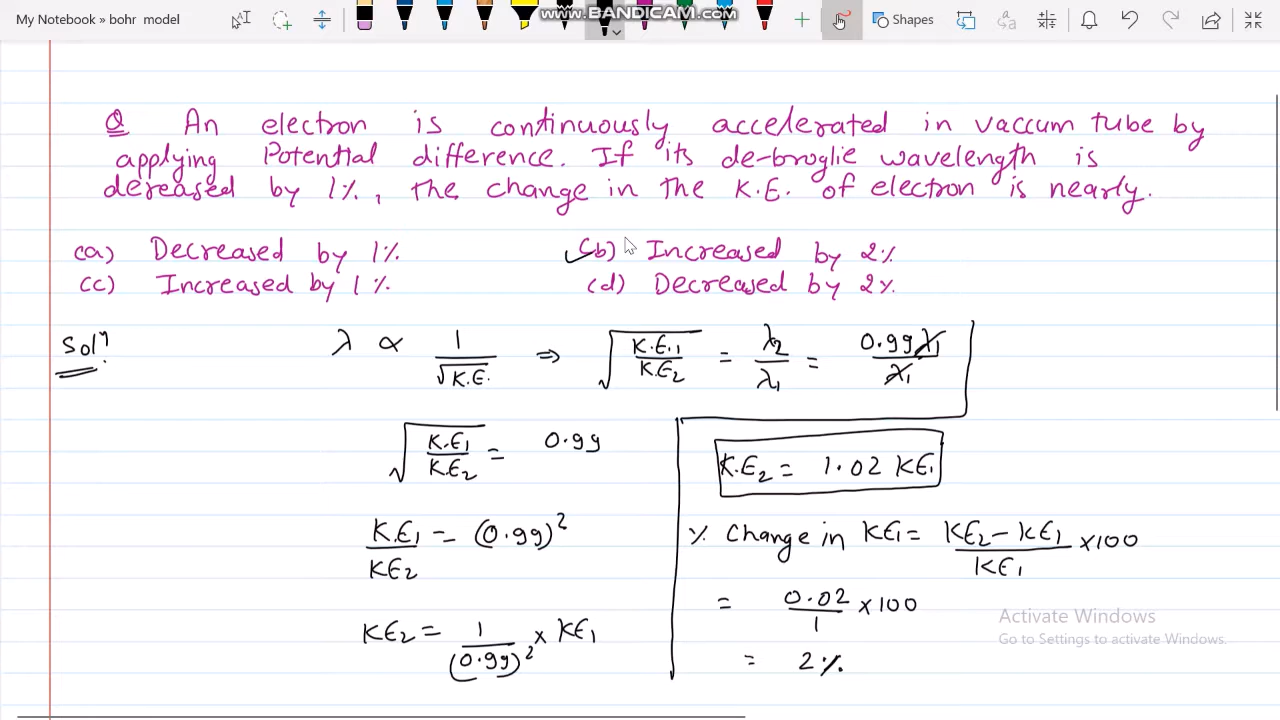 My Notebook » bohr model
www.BANDICAM.com
Shapes
Q An electron is continuously accelerated in vaccum tube by
applying Potential difference. If its de-broglie wavelength is
dereased by 1%, the change in the K.E. of electron is nearly.
(a) Decreased by 1%.
(b) Increased by 2%
(c) Increased by 1%.
(d) Decreased by 2%.
Solⁿ.
λ ∝ 1/√K.E. ⇒ √(K.E.1/K.E2) = λ2/λ1 = 0.99λ1/λ1
√(K.E1/K.E2) = 0.99
K.E1/KE2 = (0.99)²
KE2 = 1/(0.99)² × KE1
K.E2 = 1.02 KE1
% Change in KE1 = KE2 − KE1/KE1 × 100
= 0.02/1 × 100
= 2%
Activate Windows
Go to Settings to activate Windows.